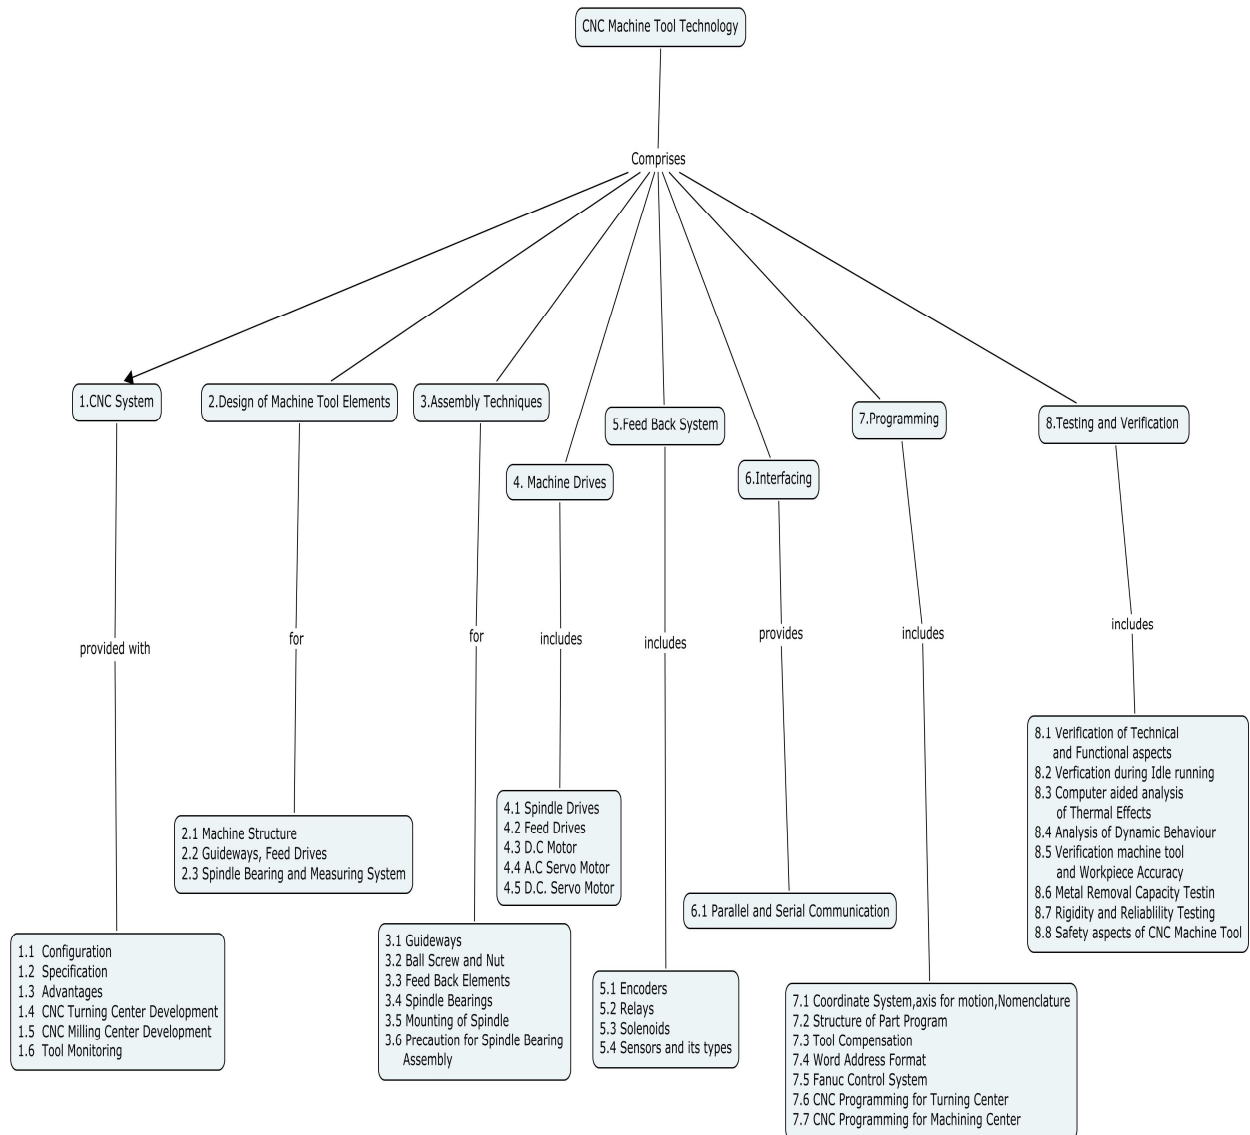 CNC Machine Tool Technology
Comprises
1.CNC System
2.Design of Machine Tool Elements
3.Assembly Techniques
4. Machine Drives
5.Feed Back System
6.Interfacing
7.Programming
8.Testing and Verification
provided with
for
for
includes
includes
provides
includes
includes
1.1 Configuration
1.2 Specification
1.3 Advantages
1.4 CNC Turning Center Development
1.5 CNC Milling Center Development
1.6 Tool Monitoring
2.1 Machine Structure
2.2 Guideways, Feed Drives
2.3 Spindle Bearing and Measuring System
3.1 Guideways
3.2 Ball Screw and Nut
3.3 Feed Back Elements
3.4 Spindle Bearings
3.5 Mounting of Spindle
3.6 Precaution for Spindle Bearing
Assembly
4.1 Spindle Drives
4.2 Feed Drives
4.3 D.C Motor
4.4 A.C Servo Motor
4.5 D.C. Servo Motor
5.1 Encoders
5.2 Relays
5.3 Solenoids
5.4 Sensors and its types
6.1 Parallel and Serial Communication
7.1 Coordinate System,axis for motion,Nomenclature
7.2 Structure of Part Program
7.3 Tool Compensation
7.4 Word Address Format
7.5 Fanuc Control System
7.6 CNC Programming for Turning Center
7.7 CNC Programming for Machining Center
8.1 Verification of Technical
and Functional aspects
8.2 Verfication during Idle running
8.3 Computer aided analysis
of Thermal Effects
8.4 Analysis of Dynamic Behaviour
8.5 Verification machine tool
and Workpiece Accuracy
8.6 Metal Removal Capacity Testin
8.7 Rigidity and Reliablility Testing
8.8 Safety aspects of CNC Machine Tool